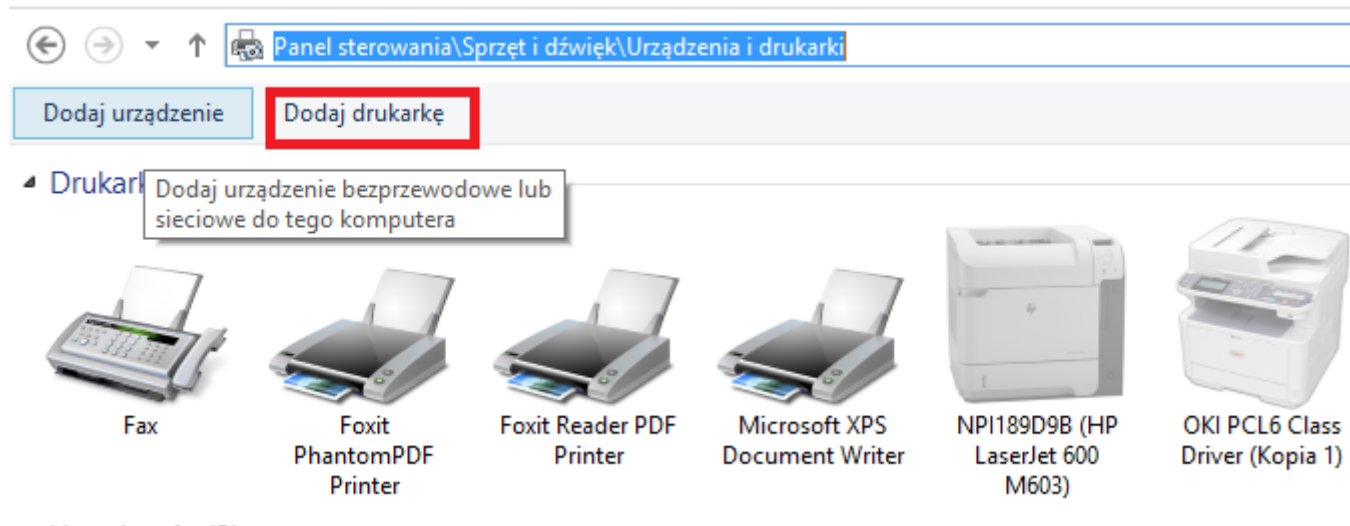 Panel sterowania\Sprzęt i dźwięk\Urządzenia i drukarki
Dodaj urządzenie
Dodaj drukarkę
Drukark
Dodaj urządzenie bezprzewodowe lub
sieciowe do tego komputera
Fax
Foxit
PhantomPDF
Printer
Foxit Reader PDF
Printer
Microsoft XPS
Document Writer
NPI189D9B (HP
LaserJet 600
M603)
OKI PCL6 Class
Driver (Kopia 1)